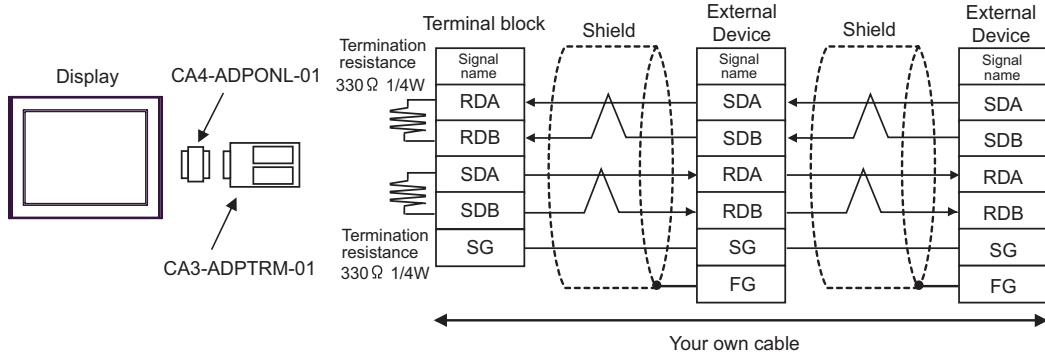 Display
CA4-ADPONL-01
CA3-ADPTRM-01
Termination
resistance
330Ω 1/4W
Termination
resistance
330Ω 1/4W
Terminal block
Signal
name
RDA
RDB
SDA
SDB
SG
Shield
External
Device
Signal
name
SDA
SDB
RDA
RDB
SG
FG
Shield
External
Device
Signal
name
SDA
SDB
RDA
RDB
SG
FG
Your own cable